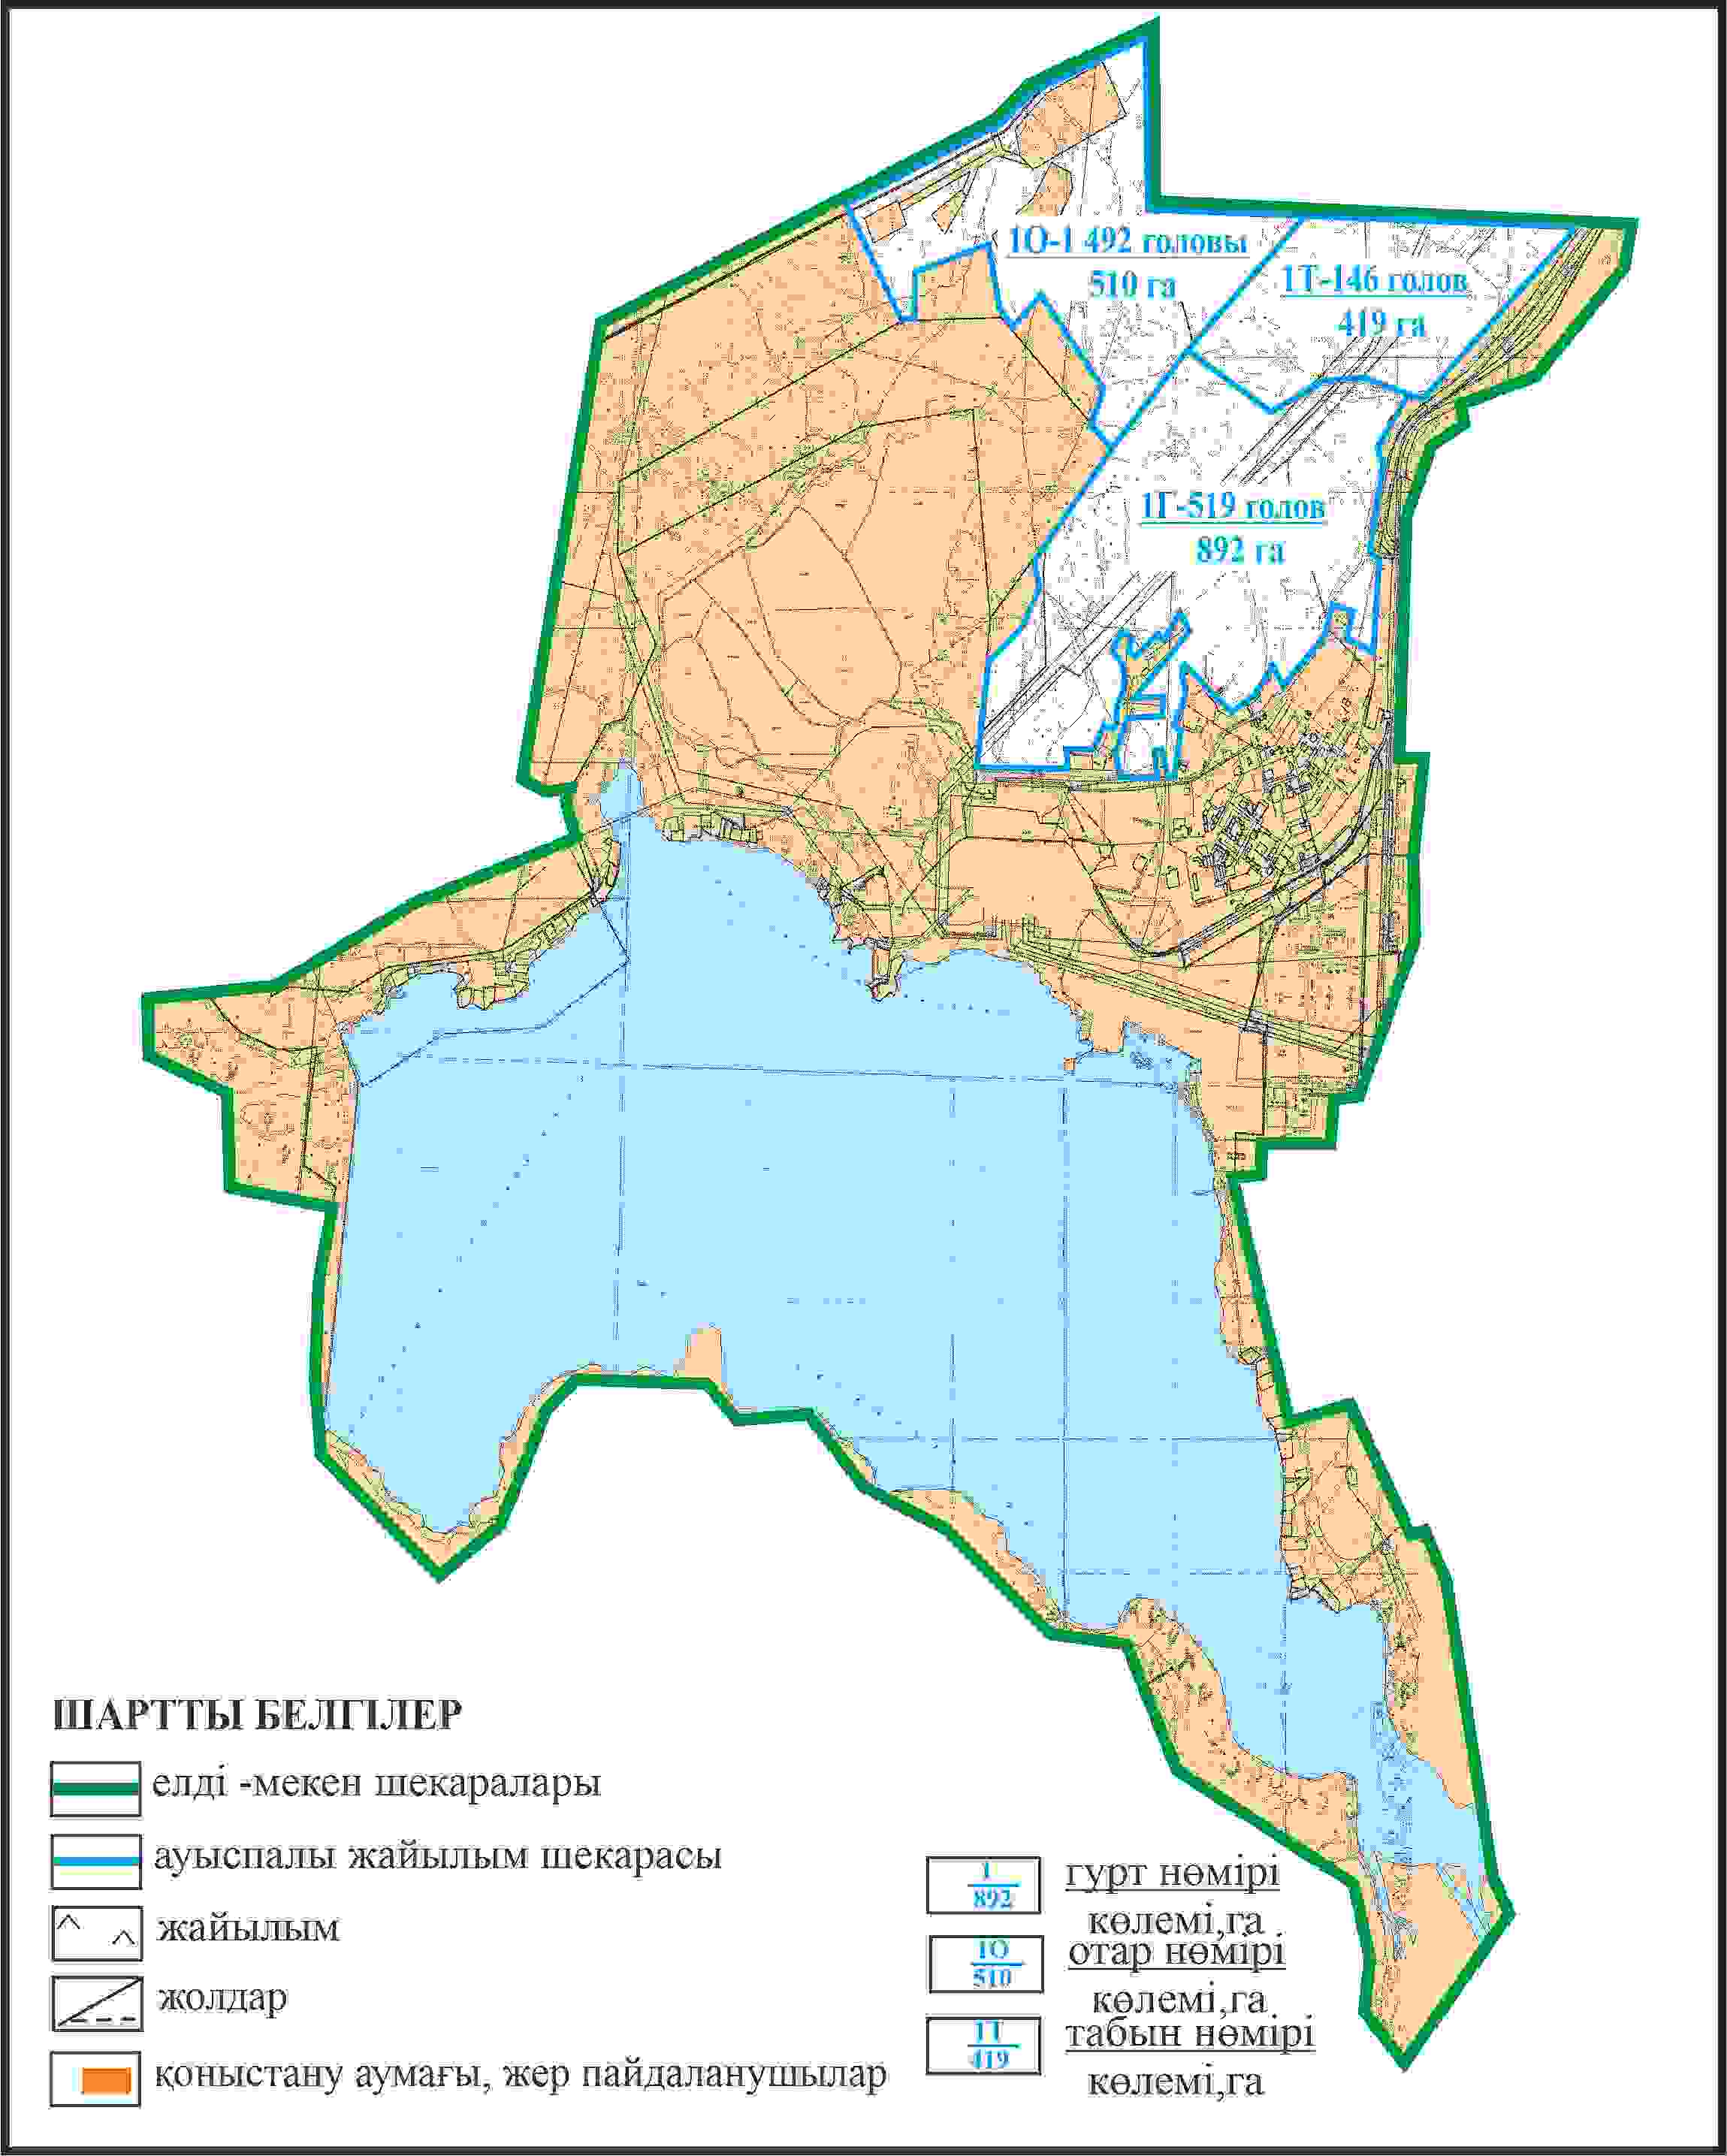 1О-1 492 головы
510 га
1Т-146 голов
419 га
1Г-519 голов
892 га
ШАРТТЫ БЕЛГІЛЕР
елді -мекен шекаралары
ауыспалы жайылым шекарасы
жайылым
жолдар
қоныстану аумағы, жер пайдаланушылар
892
гурт нөмірі
көлемі,га
1О
510
отар нөмірі
көлемі,га
1Т
419
табын нөмірі
көлемі,га